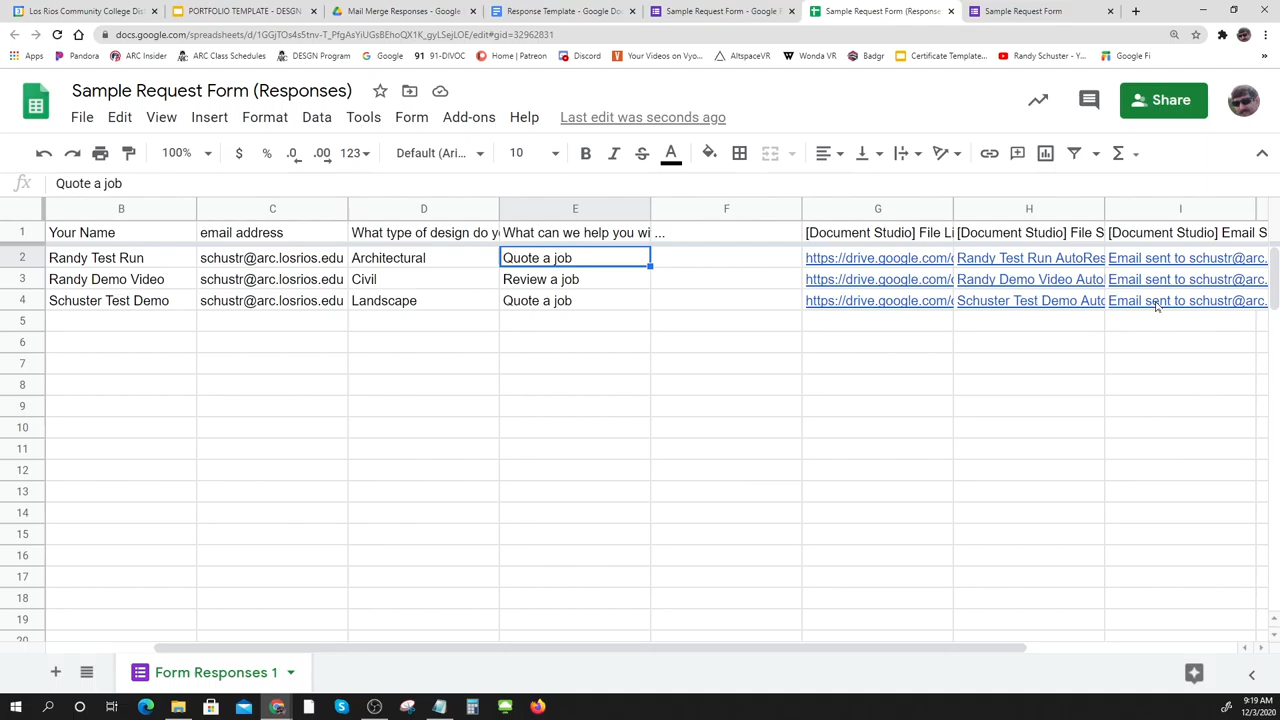 Los Rios Community College Dis
PORTFOLIO TEMPLATE - DESGN
Mail Merge Responses - Google
Response Template - Google Do
Sample Request Form - Google F
Sample Request Form (Respons
Sample Request Form
docs.google.com/spreadsheets/d/
edit#gid=32962831
Apps
Pandora
ARC Insider
ARC Class Schedules
DESGN Program
Google
91 91-DIVOC
Home | Patreon
Discord
Your Videos on Vyo...
AltspaceVR
Wonda VR
Badgr
Certificate Template...
Randy Schuster - Y...
Google Fi
Sample Request Form (Responses)
File Edit View Insert Format Data Tools Form Add-ons Help Last edit was seconds ago
Share
100% $ % .0 .00 123 Default (Ari... 10 B I S A Σ
fx Quote a job
B C D E F G H I
1 Your Name email address What type of design do yo What can we help you wi ... [Document Studio] File Li [Document Studio] File S [Document Studio] Email S
2 Randy Test Run schustr@arc.losrios.edu Architectural Quote a job https://drive.google.com/ Randy Test Run AutoRes Email sent to schustr@arc.
3 Randy Demo Video schustr@arc.losrios.edu Civil Review a job https://drive.google.com/ Randy Demo Video Auto Email sent to schustr@arc.
4 Schuster Test Demo schustr@arc.losrios.edu Landscape Quote a job https://drive.google.com/ Schuster Test Demo Auto Email sent to schustr@arc.
5
6
7
8
9
10
11
12
13
14
15
16
17
18
19
20
Form Responses 1
9:19 AM
12/3/2020